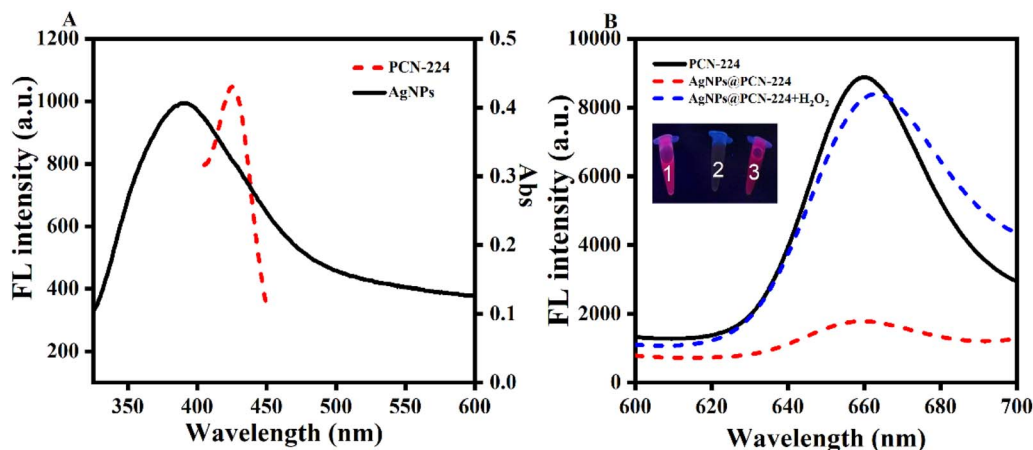 A
FL intensity (a.u.)
1200
1000
800
600
400
200
PCN-224
AgNPs
0.5
0.4
0.3
0.2
0.1
0.0
Abs
350 400 450 500 550 600
Wavelength (nm)
B
FL intensity (a.u.)
10000
8000
6000
4000
2000
0
PCN-224
AgNPs@PCN-224
AgNPs@PCN-224+H₂O₂
1 2 3
600 620 640 660 680 700
Wavelength (nm)